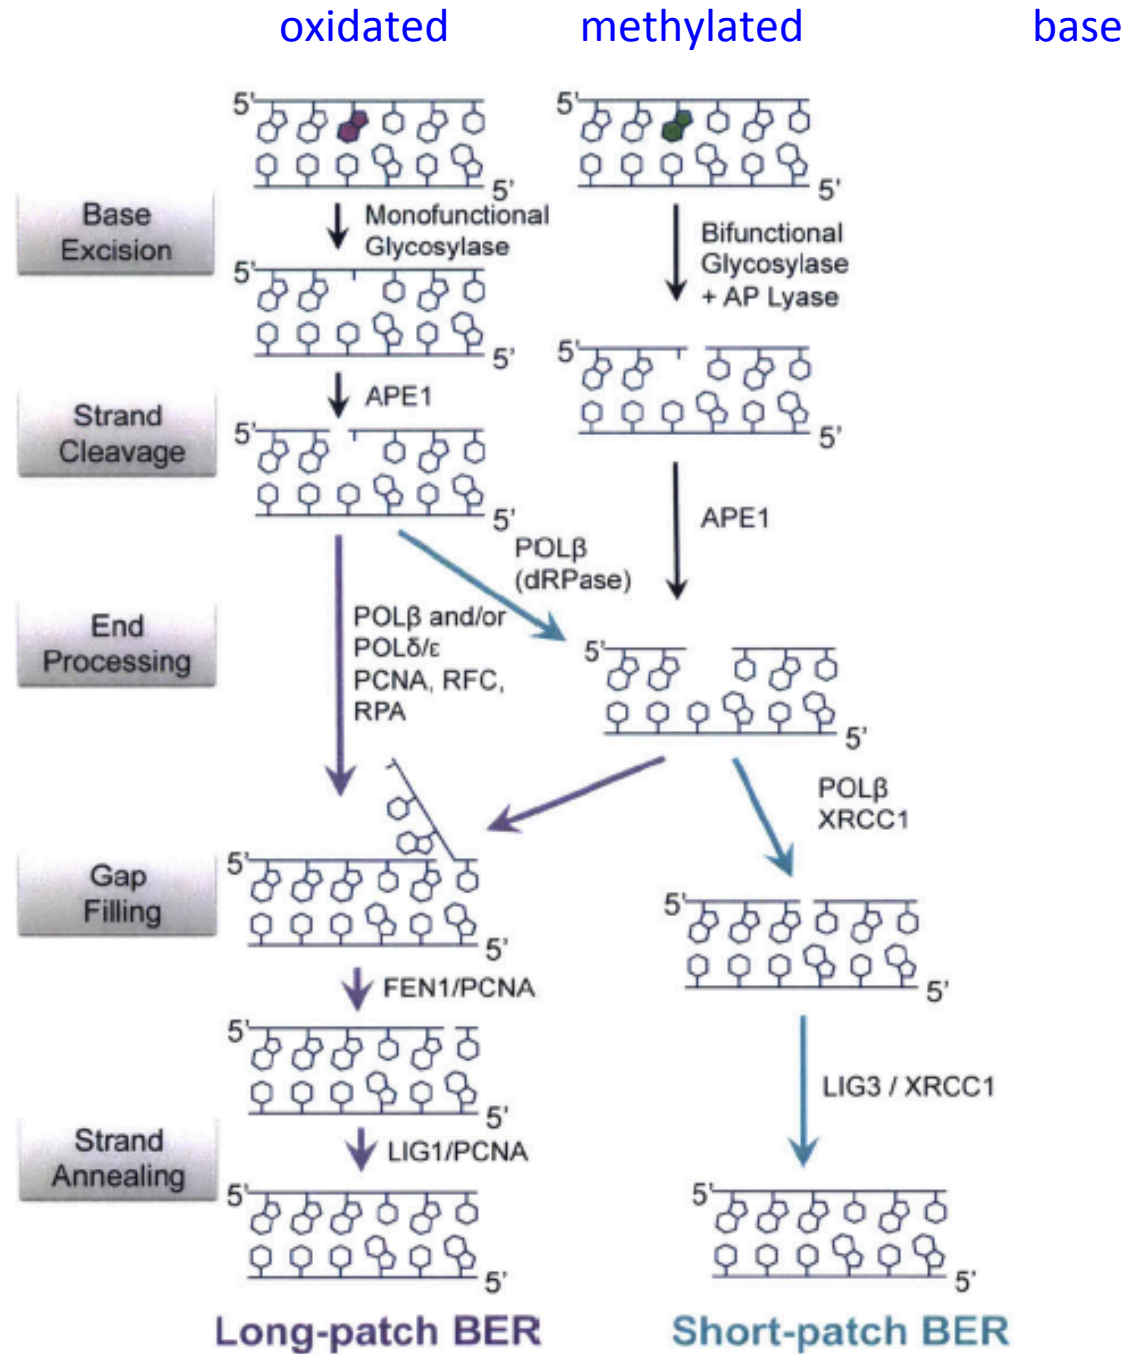 oxidated methylated base
5'
5'
5'
5'
Base
Excision
Monofunctional
Glycosylase
Bifunctional
Glycosylase
+ AP Lyase
5'
5'
5'
5'
Strand
Cleavage
APE1
5'
5'
APE1
POLβ
(dRPase)
End
Processing
POLβ and/or
POLδ/ε
PCNA, RFC,
RPA
5'
5'
POLβ
XRCC1
Gap
Filling
5'
5'
5'
5'
FEN1/PCNA
5'
5'
LIG3 / XRCC1
Strand
Annealing
LIG1/PCNA
5'
5'
5'
5'
Long-patch BER
Short-patch BER